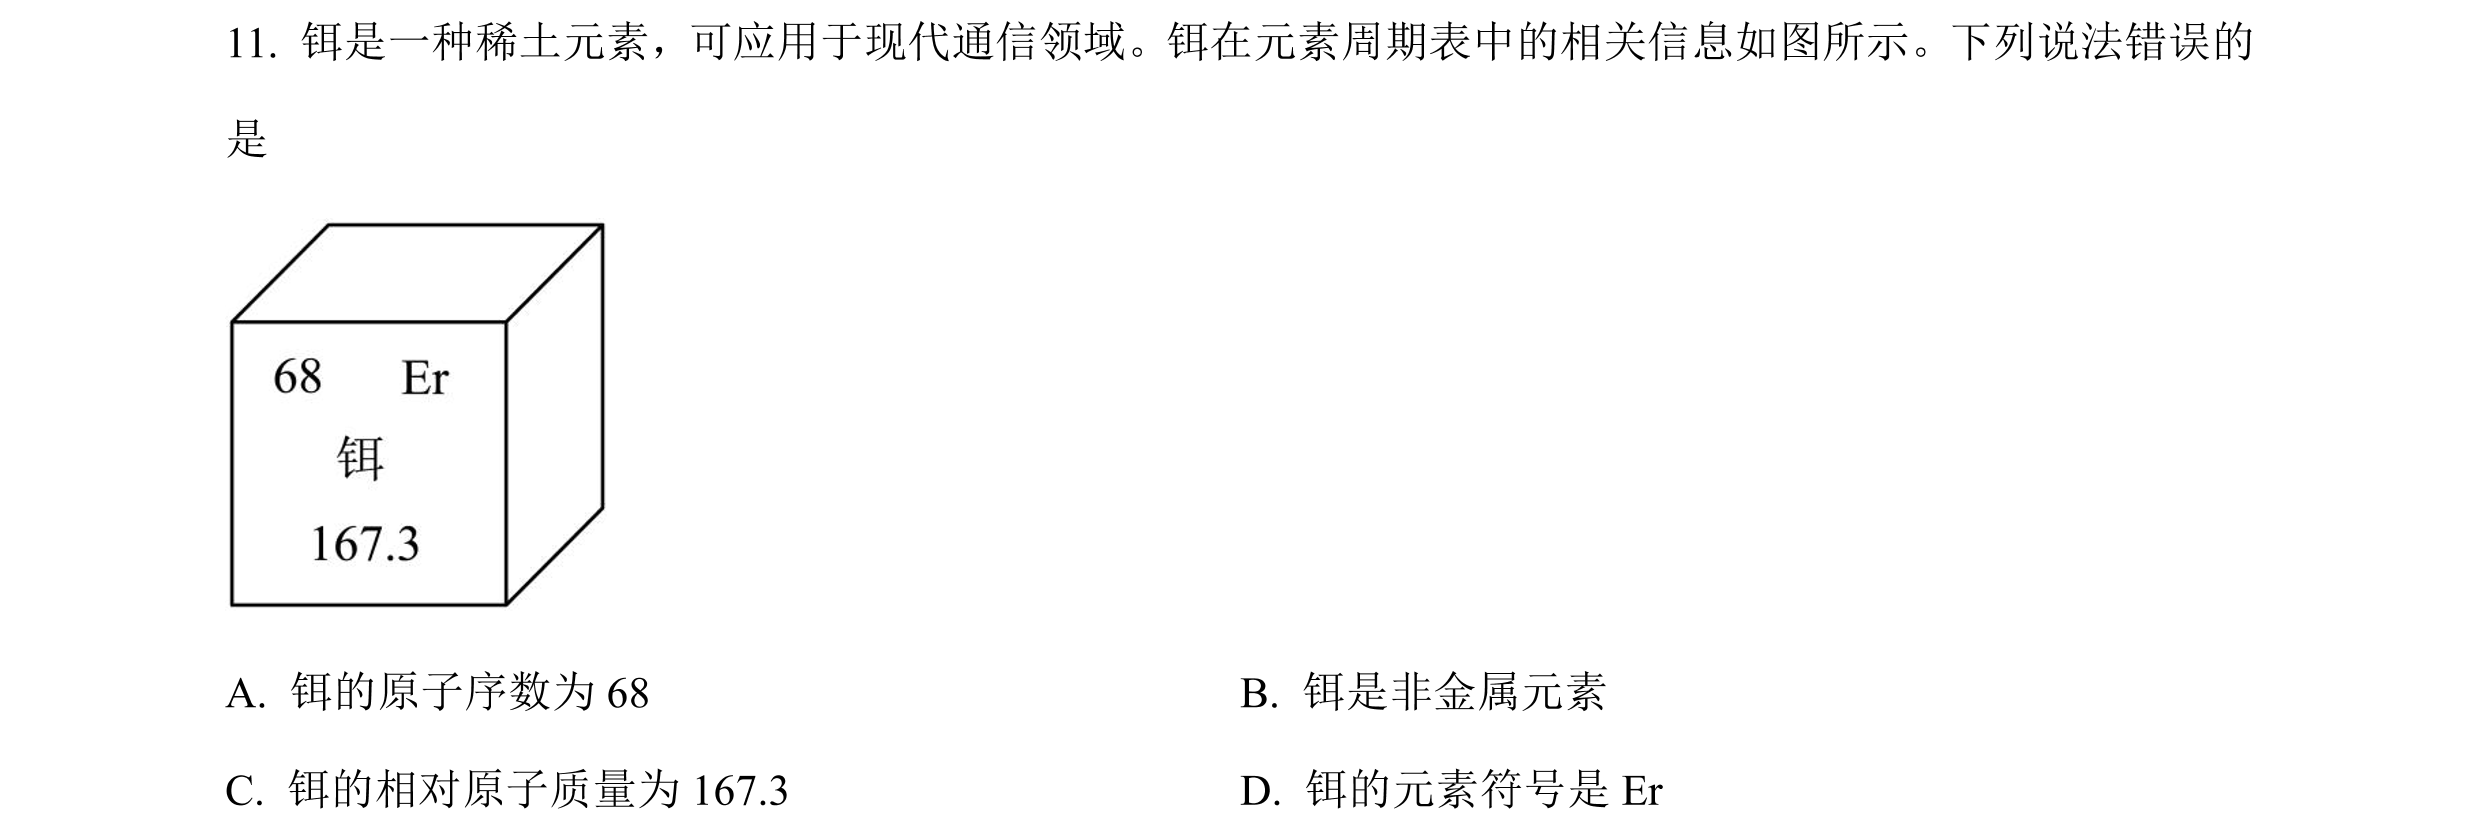 11. 铒是一种稀土元素，可应用于现代通信领域。铒在元素周期表中的相关信息如图所示。下列说法错误的
是
68 Er
铒
167.3
A. 铒的原子序数为 68 B. 铒是非金属元素
C. 铒的相对原子质量为 167.3 D. 铒的元素符号是 Er